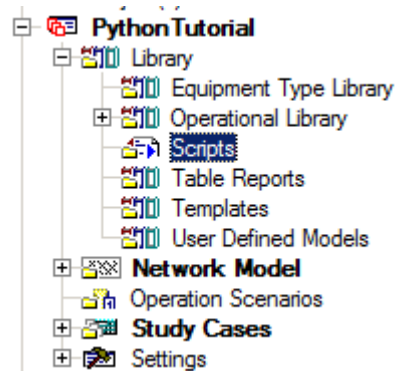 PythonTutorial
Library
Equipment Type Library
Operational Library
Scripts
Table Reports
Templates
User Defined Models
Network Model
Operation Scenarios
Study Cases
Settings